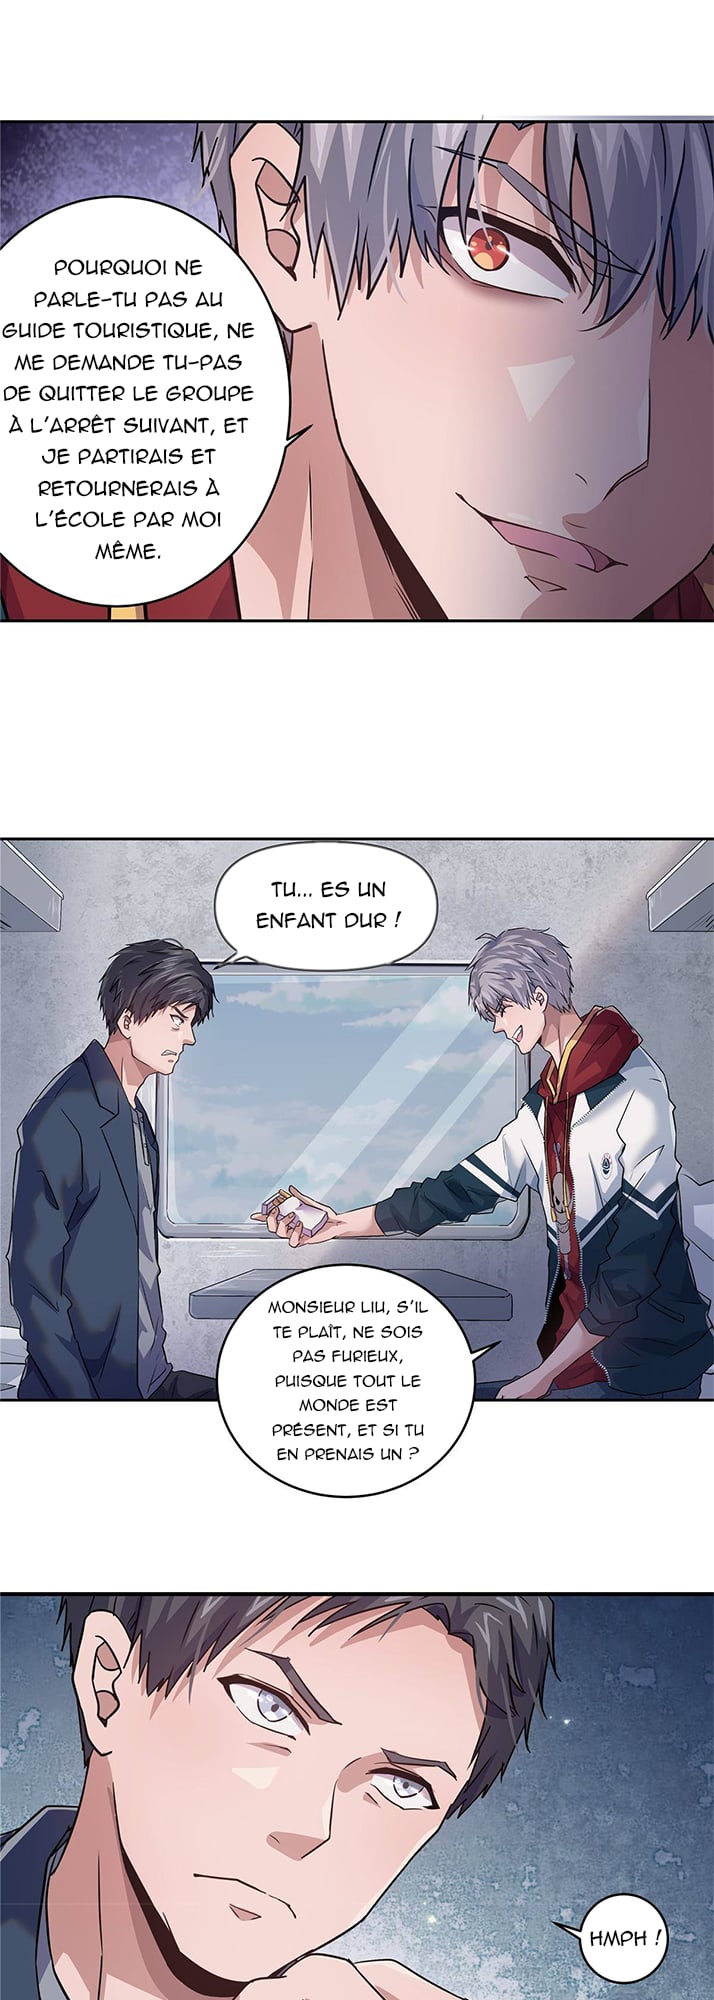 POURQUOI NE
PARLE-TU PAS AU
GUIDE TOURISTIQUE, NE
ME DEMANDE TU-PAS
DE QUITTER LE GROUPE
À L'ARRÊT SUIVANT, ET
JE PARTIRAIS ET
RETOURNERAIS À
L'ÉCOLE PAR MOI
MÊME.
TU... ES UN
ENFANT DUR !
MONSIEUR LIU, S'IL
TE PLAÎT, NE SOIS
PAS FURIEUX,
PUISQUE TOUT LE
MONDE EST
PRÉSENT, ET SI TU
EN PRENAIS UN ?
HMPH !